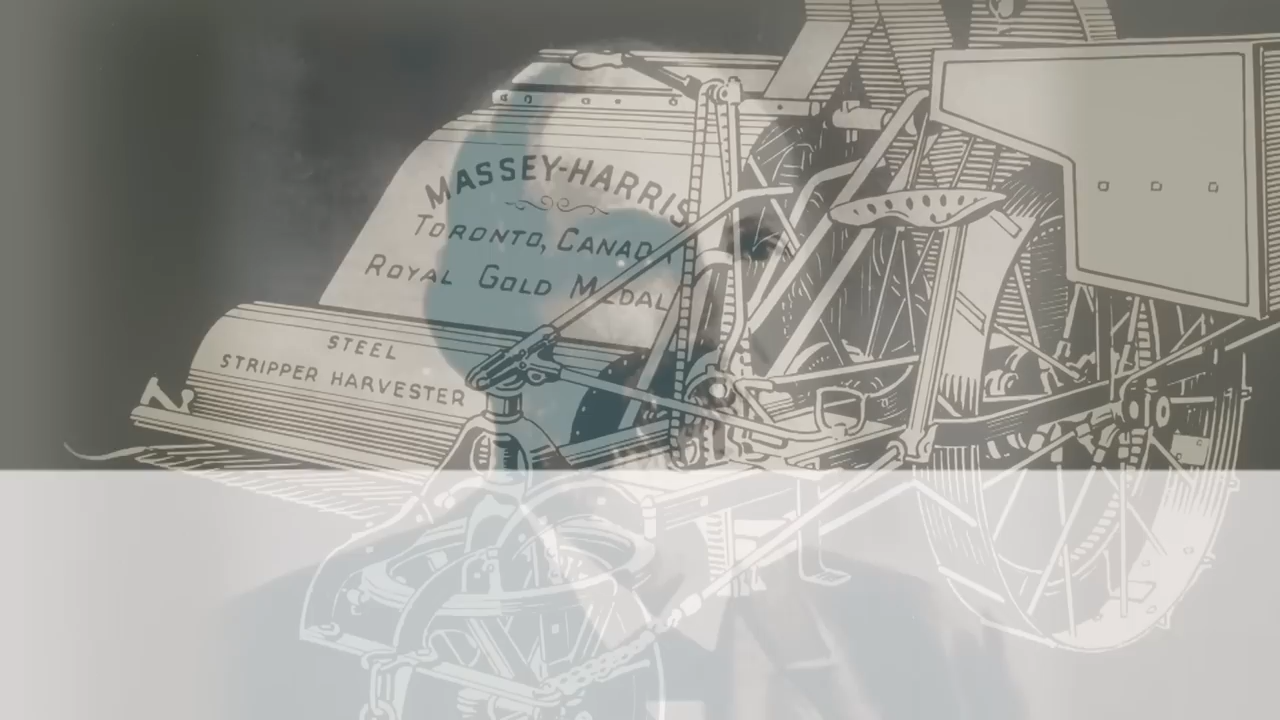 MASSEY-HARRIS
TORONTO, CANADA
ROYAL GOLD MEDAL
STEEL
STRIPPER HARVESTER